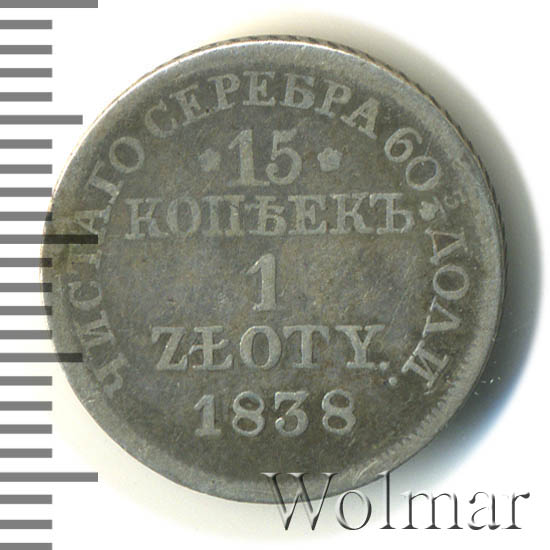 ЧИСТАГО СЕРЕБРА 60 ДОЛИ
15
КОПѢЕКЪ
1
ZŁOTY.
1838
Wolmar